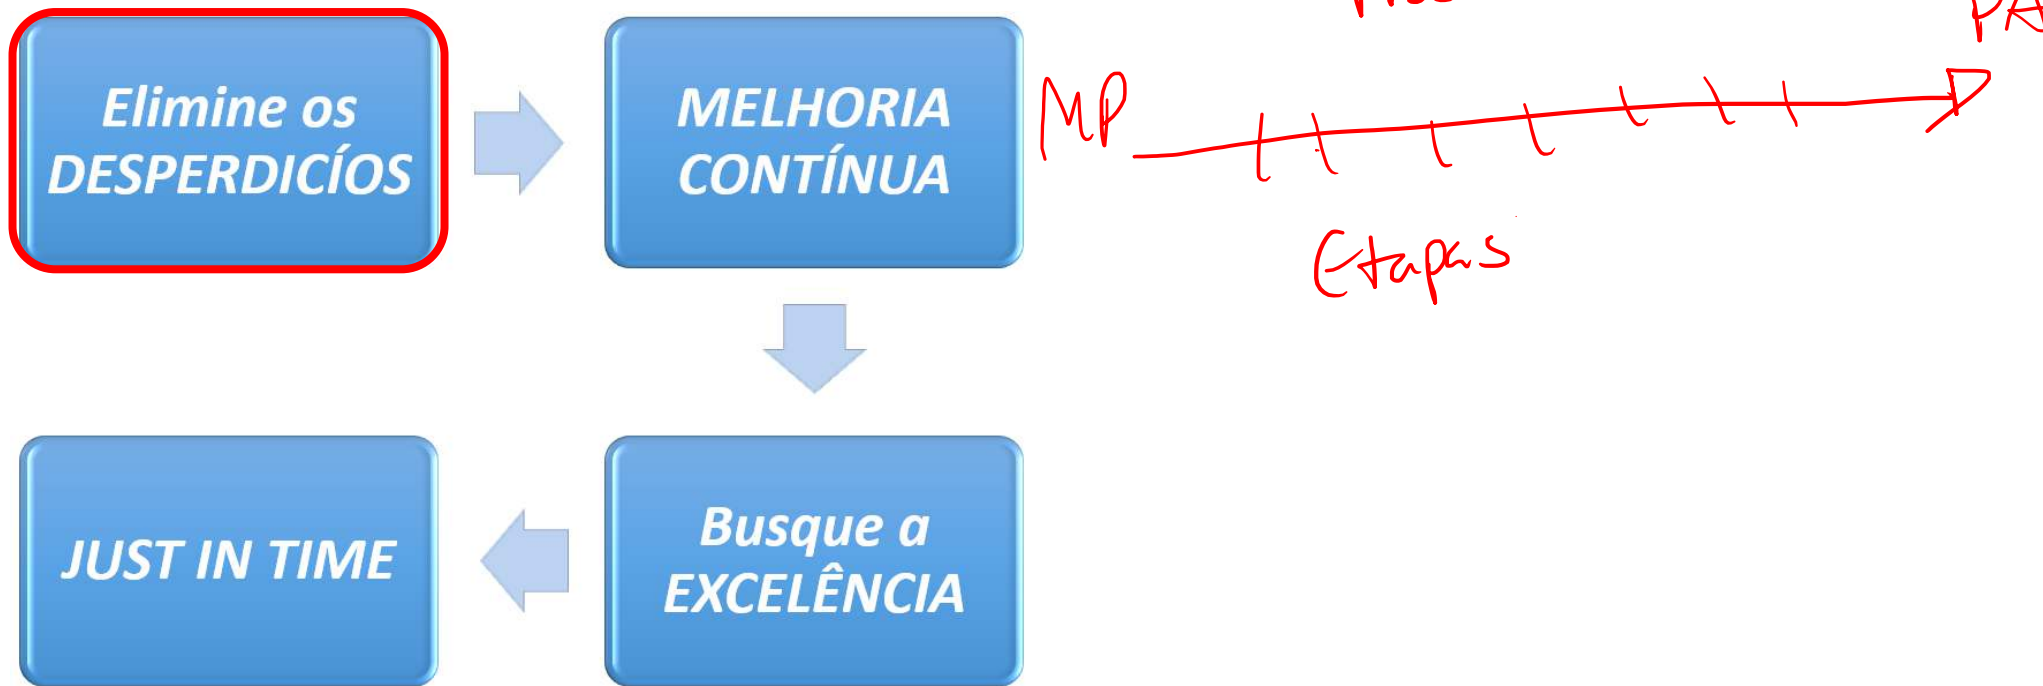 Elimine os
DESPERDICÍOS
MELHORIA
CONTÍNUA
MP
Etapas
JUST IN TIME
Busque a
EXCELÊNCIA